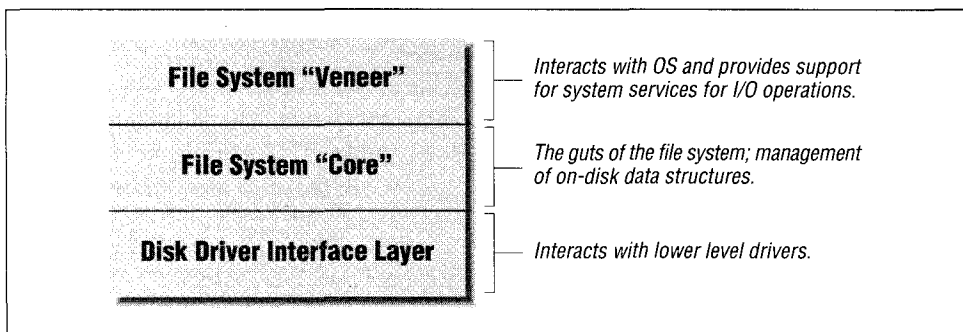 File System “Veneer”
Interacts with OS and provides support
for system services for I/O operations.
File System “Core”
The guts of the file system; management
of on-disk data structures.
Disk Driver Interface Layer
Interacts with lower level drivers.